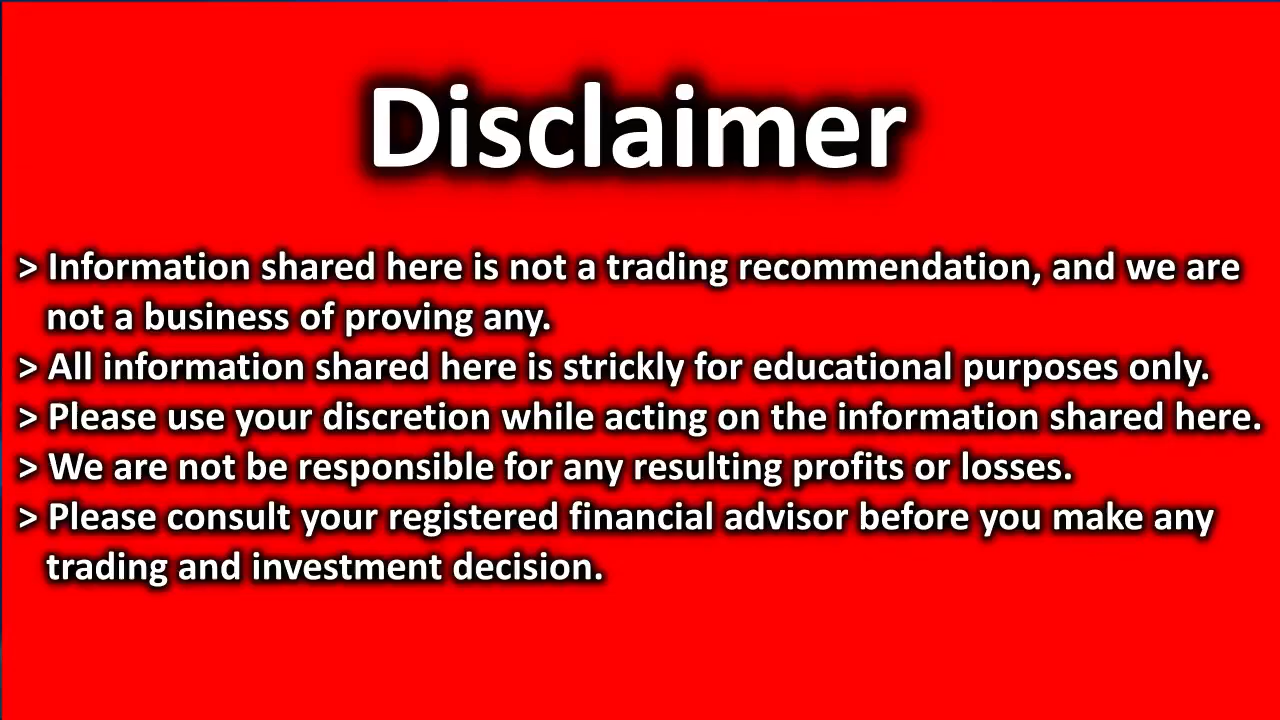 Disclaimer
> Information shared here is not a trading recommendation, and we are
not a business of proving any.
> All information shared here is strickly for educational purposes only.
> Please use your discretion while acting on the information shared here.
> We are not be responsible for any resulting profits or losses.
> Please consult your registered financial advisor before you make any
trading and investment decision.